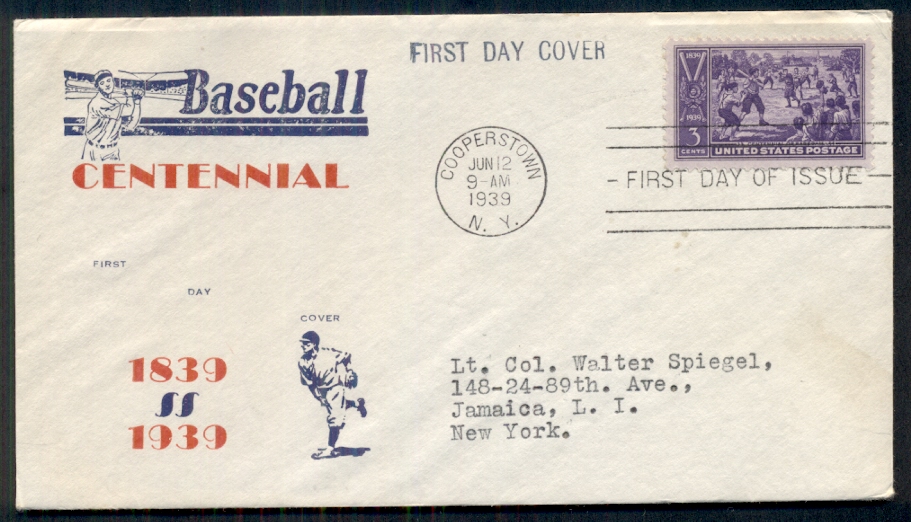 FIRST DAY COVER
Baseball
CENTENNIAL
1839
1939
3
CENTS
UNITED STATES POSTAGE
COOPERSTOWN
JUN 12
9-AM
1939
N. Y.
- FIRST DAY OF ISSUE -
FIRST
DAY
COVER
1839
SS
1939
Lt. Col. Walter Spiegel,
148-24-89th. Ave.,
Jamaica, L. I.
New York.